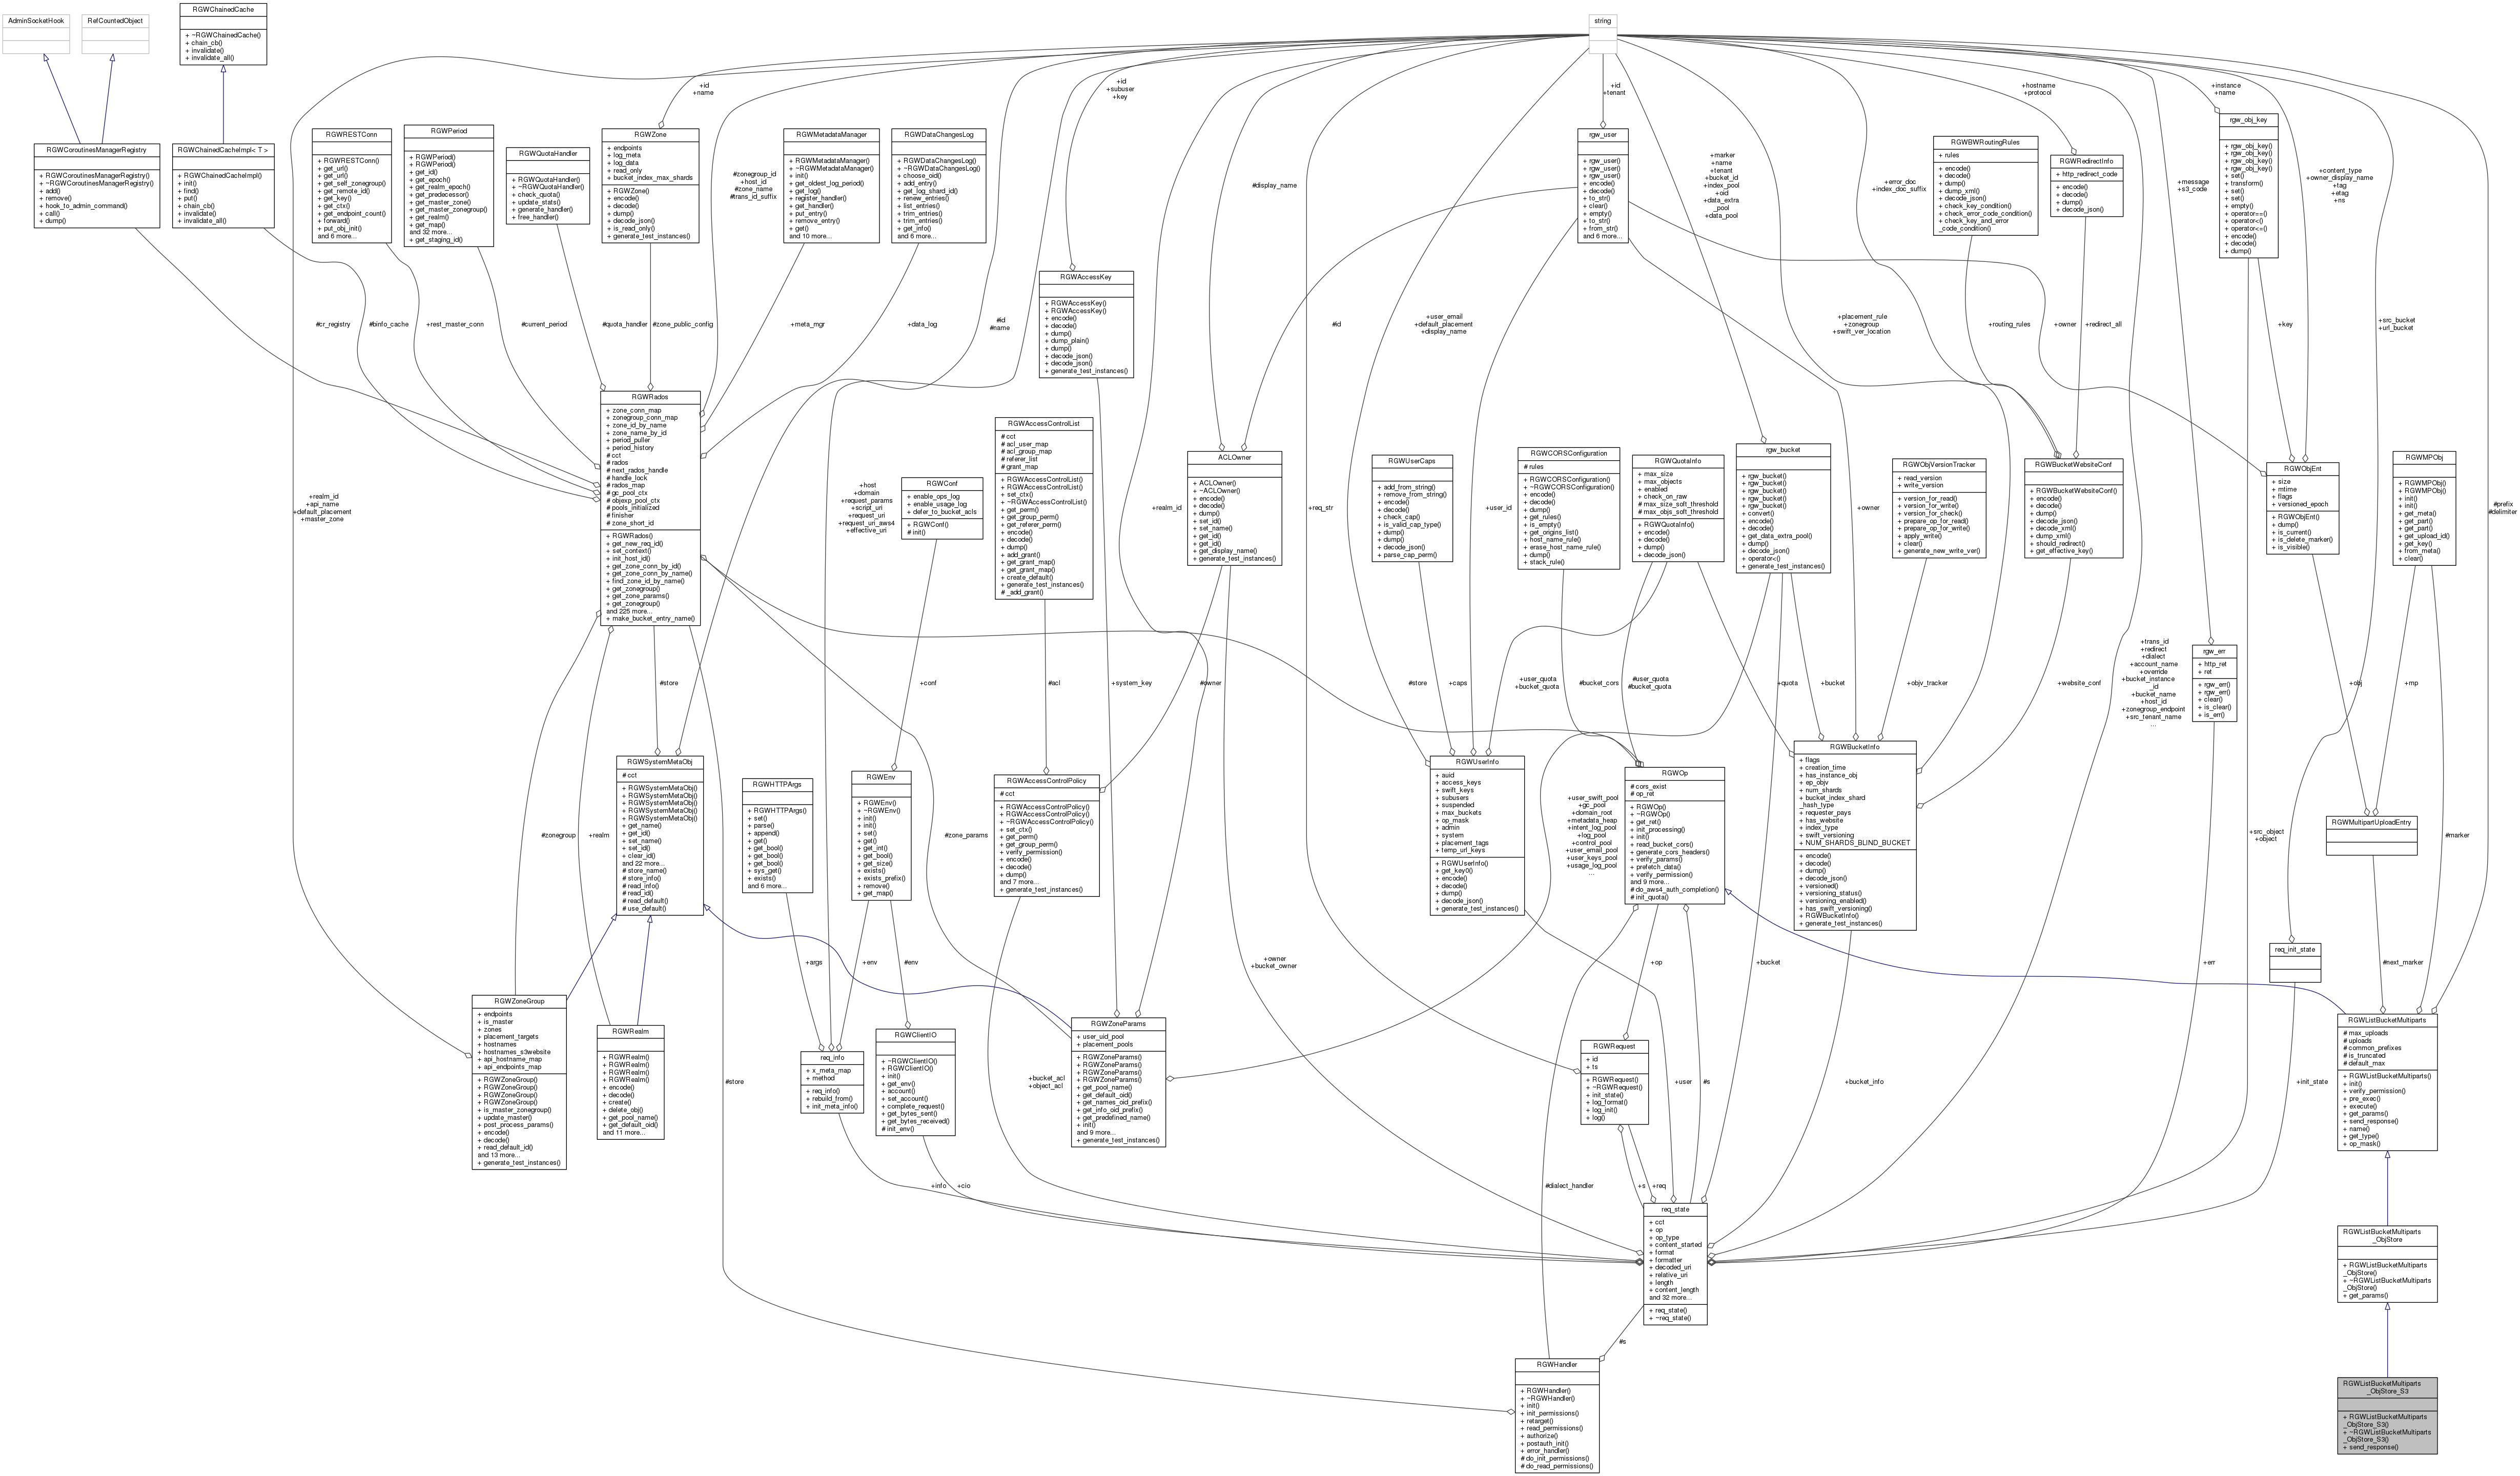 AdminSocketHook
RefCountedObject
RGWChainedCache
+ ~RGWChainedCache()
+ chain_cb()
+ invalidate()
+ invalidate_all()
string
RGWCoroutinesManagerRegistry
+ RGWCoroutinesManagerRegistry()
+ ~RGWCoroutinesManagerRegistry()
+ add()
+ remove()
+ hook_to_admin_command()
+ call()
+ dump()
RGWChainedCacheImpl< T >
+ RGWChainedCacheImpl()
+ init()
+ find()
+ put()
+ chain_cb()
+ invalidate()
+ invalidate_all()
RGWRESTConn
+ RGWRESTConn()
+ get_url()
+ get_url()
+ get_self_zonegroup()
+ get_remote_id()
+ get_key()
+ get_ctx()
+ get_endpoint_count()
+ forward()
+ put_obj_init()
and 6 more...
RGWPeriod
+ RGWPeriod()
+ RGWPeriod()
+ get_id()
+ get_epoch()
+ get_realm_epoch()
+ get_predecessor()
+ get_master_zone()
+ get_master_zonegroup()
+ get_realm()
+ get_map()
and 32 more...
+ get_staging_id()
RGWQuotaHandler
+ RGWQuotaHandler()
+ ~RGWQuotaHandler()
+ check_quota()
+ update_stats()
+ generate_handler()
+ free_handler()
RGWZone
+ endpoints
+ log_meta
+ log_data
+ read_only
+ bucket_index_max_shards
+ RGWZone()
+ encode()
+ decode()
+ dump()
+ decode_json()
+ is_read_only()
+ generate_test_instances()
RGWMetadataManager
+ RGWMetadataManager()
+ ~RGWMetadataManager()
+ init()
+ get_oldest_log_period()
+ get_log()
+ register_handler()
+ get_handler()
+ put_entry()
+ remove_entry()
+ get()
and 10 more...
RGWDataChangesLog
+ RGWDataChangesLog()
+ ~RGWDataChangesLog()
+ choose_oid()
+ add_entry()
+ get_log_shard_id()
+ renew_entries()
+ list_entries()
+ trim_entries()
+ trim_entries()
+ get_info()
and 6 more...
RGWAccessKey
+ RGWAccessKey()
+ RGWAccessKey()
+ encode()
+ decode()
+ dump()
+ dump_plain()
+ dump()
+ decode_json()
+ decode_json()
+ generate_test_instances()
rgw_user
+ rgw_user()
+ rgw_user()
+ rgw_user()
+ encode()
+ decode()
+ to_str()
+ clear()
+ empty()
+ to_str()
+ from_str()
and 6 more...
RGWBWRoutingRules
+ rules
+ encode()
+ decode()
+ dump()
+ dump_xml()
+ decode_json()
+ check_key_condition()
+ check_error_code_condition()
+ check_key_and_error
_code_condition()
RGWRedirectInfo
+ http_redirect_code
+ encode()
+ decode()
+ dump()
+ decode_json()
rgw_obj_key
+ rgw_obj_key()
+ rgw_obj_key()
+ rgw_obj_key()
+ rgw_obj_key()
+ set()
+ transform()
+ set()
+ set()
+ empty()
+ operator==()
+ operator<()
+ operator<=()
+ encode()
+ decode()
+ dump()
+id
+name
+id
+subuser
+key
+id
+tenant
+hostname
+protocol
+instance
+name
#zonegroup_id
+host_id
#zone_name
#trans_id_suffix
#display_name
+marker
+name
+tenant
+bucket_id
+index_pool
+oid
+data_extra
_pool
+data_pool
+error_doc
+index_doc_suffix
+message
+s3_code
+content_type
+owner_display_name
+tag
+etag
+ns
#cr_registry
#binfo_cache
+rest_master_conn
#current_period
#quota_handler
#zone_public_config
+meta_mgr
+data_log
#id
#name
#id
+user_email
+default_placement
+display_name
+placement_rule
+zonegroup
+swift_ver_location
+routing_rules
+owner
+redirect_all
+key
+src_bucket
+url_bucket
RGWRados
+ zone_conn_map
+ zonegroup_conn_map
+ zone_id_by_name
+ zone_name_by_id
+ period_puller
+ period_history
# cct
# rados
# next_rados_handle
# handle_lock
# rados_map
# gc_pool_ctx
# objexp_pool_ctx
# pools_initialized
# finisher
# zone_short_id
+ RGWRados()
+ get_new_req_id()
+ set_context()
+ init_host_id()
+ get_zone_conn_by_id()
+ get_zone_conn_by_name()
+ find_zone_id_by_name()
+ get_zonegroup()
+ get_zone_params()
+ get_zonegroup()
and 225 more...
+ make_bucket_entry_name()
RGWAccessControlList
# cct
# acl_user_map
# acl_group_map
# referer_list
# grant_map
+ RGWAccessControlList()
+ RGWAccessControlList()
+ set_ctx()
+ ~RGWAccessControlList()
+ get_perm()
+ get_group_perm()
+ get_referer_perm()
+ encode()
+ decode()
+ dump()
+ add_grant()
+ get_grant_map()
+ get_grant_map()
+ create_default()
+ generate_test_instances()
# _add_grant()
RGWConf
+ enable_ops_log
+ enable_usage_log
+ defer_to_bucket_acls
+ RGWConf()
# init()
ACLOwner
+ ACLOwner()
+ ~ACLOwner()
+ encode()
+ decode()
+ dump()
+ set_id()
+ set_name()
+ get_id()
+ get_id()
+ get_display_name()
+ generate_test_instances()
RGWUserCaps
+ add_from_string()
+ remove_from_string()
+ encode()
+ decode()
+ check_cap()
+ is_valid_cap_type()
+ dump()
+ dump()
+ decode_json()
+ parse_cap_perm()
RGWCORSConfiguration
# rules
+ RGWCORSConfiguration()
+ ~RGWCORSConfiguration()
+ encode()
+ decode()
+ dump()
+ get_rules()
+ is_empty()
+ get_origins_list()
+ host_name_rule()
+ erase_host_name_rule()
+ dump()
+ stack_rule()
RGWQuotaInfo
+ max_size
+ max_objects
+ enabled
+ check_on_raw
# max_size_soft_threshold
# max_objs_soft_threshold
+ RGWQuotaInfo()
+ encode()
+ decode()
+ dump()
+ decode_json()
rgw_bucket
+ rgw_bucket()
+ rgw_bucket()
+ rgw_bucket()
+ rgw_bucket()
+ rgw_bucket()
+ convert()
+ encode()
+ decode()
+ get_data_extra_pool()
+ dump()
+ decode_json()
+ operator<()
+ generate_test_instances()
RGWObjVersionTracker
+ read_version
+ write_version
+ version_for_read()
+ version_for_write()
+ version_for_check()
+ prepare_op_for_read()
+ prepare_op_for_write()
+ apply_write()
+ clear()
+ generate_new_write_ver()
RGWBucketWebsiteConf
+ RGWBucketWebsiteConf()
+ encode()
+ decode()
+ dump()
+ decode_json()
+ decode_xml()
+ dump_xml()
+ should_redirect()
+ get_effective_key()
RGWObjEnt
+ size
+ mtime
+ flags
+ versioned_epoch
+ RGWObjEnt()
+ dump()
+ is_current()
+ is_delete_marker()
+ is_visible()
RGWMPObj
+ RGWMPObj()
+ RGWMPObj()
+ init()
+ init()
+ get_meta()
+ get_part()
+ get_part()
+ get_upload_id()
+ get_key()
+ from_meta()
+ clear()
+realm_id
+api_name
+default_placement
+master_zone
+host
+domain
+request_params
+script_uri
+request_uri
+request_uri_aws4
+effective_uri
+realm_id
+req_str
+user_id
+owner
#prefix
#delimiter
rgw_err
+ http_ret
+ ret
+ rgw_err()
+ rgw_err()
+ clear()
+ is_clear()
+ is_err()
#store
+conf
#acl
+system_key
#owner
#store
+caps
+user_quota
+bucket_quota
#bucket_cors
#user_quota
#bucket_quota
+quota
+bucket
+objv_tracker
+website_conf
+trans_id
+redirect
+dialect
+account_name
+override
+bucket_instance
_id
+bucket_name
+host_id
+zonegroup_endpoint
+src_tenant_name
...
+obj
+mp
RGWSystemMetaObj
# cct
+ RGWSystemMetaObj()
+ RGWSystemMetaObj()
+ RGWSystemMetaObj()
+ RGWSystemMetaObj()
+ RGWSystemMetaObj()
+ get_name()
+ get_id()
+ set_name()
+ set_id()
+ clear_id()
and 22 more...
# store_name()
# store_info()
# read_info()
# read_id()
# read_default()
# use_default()
RGWHTTPArgs
+ RGWHTTPArgs()
+ set()
+ parse()
+ append()
+ get()
+ get_bool()
+ get_bool()
+ get_bool()
+ sys_get()
+ exists()
and 6 more...
RGWEnv
+ RGWEnv()
+ ~RGWEnv()
+ init()
+ init()
+ set()
+ get()
+ get_int()
+ get_bool()
+ get_size()
+ exists()
+ exists_prefix()
+ remove()
+ get_map()
RGWAccessControlPolicy
# cct
+ RGWAccessControlPolicy()
+ RGWAccessControlPolicy()
+ ~RGWAccessControlPolicy()
+ set_ctx()
+ get_perm()
+ get_group_perm()
+ verify_permission()
+ encode()
+ decode()
+ dump()
and 7 more...
+ generate_test_instances()
RGWUserInfo
+ auid
+ access_keys
+ swift_keys
+ subusers
+ suspended
+ max_buckets
+ op_mask
+ admin
+ system
+ placement_tags
+ temp_url_keys
+ RGWUserInfo()
+ get_key0()
+ encode()
+ decode()
+ dump()
+ decode_json()
+ generate_test_instances()
RGWOp
# cors_exist
# op_ret
+ RGWOp()
+ ~RGWOp()
+ get_ret()
+ init_processing()
+ init()
+ read_bucket_cors()
+ generate_cors_headers()
+ verify_params()
+ prefetch_data()
+ verify_permission()
and 9 more...
# do_aws4_auth_completion()
# init_quota()
RGWBucketInfo
+ flags
+ creation_time
+ has_instance_obj
+ ep_objv
+ num_shards
+ bucket_index_shard
_hash_type
+ requester_pays
+ has_website
+ index_type
+ swift_versioning
+ NUM_SHARDS_BLIND_BUCKET
+ encode()
+ decode()
+ dump()
+ decode_json()
+ versioned()
+ versioning_status()
+ versioning_enabled()
+ has_swift_versioning()
+ RGWBucketInfo()
+ generate_test_instances()
RGWMultipartUploadEntry
#zonegroup
+realm
#zone_params
+user_swift_pool
+gc_pool
+domain_root
+metadata_heap
+intent_log_pool
+log_pool
+control_pool
+user_email_pool
+user_keys_pool
+usage_log_pool
...
+src_object
+object
#marker
req_init_state
+args
+env
#env
+owner
+bucket_owner
+op
+bucket
+err
#next_marker
RGWZoneGroup
+ endpoints
+ is_master
+ zones
+ placement_targets
+ hostnames
+ hostnames_s3website
+ api_hostname_map
+ api_endpoints_map
+ RGWZoneGroup()
+ RGWZoneGroup()
+ RGWZoneGroup()
+ RGWZoneGroup()
+ is_master_zonegroup()
+ update_master()
+ post_process_params()
+ encode()
+ decode()
+ read_default_id()
and 13 more...
+ generate_test_instances()
RGWRealm
+ RGWRealm()
+ RGWRealm()
+ RGWRealm()
+ RGWRealm()
+ encode()
+ decode()
+ create()
+ delete_obj()
+ get_pool_name()
+ get_default_oid()
and 11 more...
#store
req_info
+ x_meta_map
+ method
+ req_info()
+ rebuild_from()
+ init_meta_info()
RGWClientIO
+ ~RGWClientIO()
+ RGWClientIO()
+ init()
+ get_env()
+ account()
+ set_account()
+ complete_request()
+ get_bytes_sent()
+ get_bytes_received()
# init_env()
+bucket_acl
+object_acl
RGWZoneParams
+ user_uid_pool
+ placement_pools
+ RGWZoneParams()
+ RGWZoneParams()
+ RGWZoneParams()
+ RGWZoneParams()
+ get_pool_name()
+ get_default_oid()
+ get_names_oid_prefix()
+ get_info_oid_prefix()
+ get_predefined_name()
+ init()
and 9 more...
+ generate_test_instances()
RGWRequest
+ id
+ ts
+ RGWRequest()
+ ~RGWRequest()
+ init_state()
+ log_format()
+ log_init()
+ log()
+user
#s
+bucket_info
+init_state
RGWListBucketMultiparts
# max_uploads
# uploads
# common_prefixes
# is_truncated
# default_max
+ RGWListBucketMultiparts()
+ init()
+ verify_permission()
+ pre_exec()
+ execute()
+ get_params()
+ send_response()
+ name()
+ get_type()
+ op_mask()
+info
+cio
#dialect_handler
+s
+req
req_state
+ cct
+ op
+ op_type
+ content_started
+ format
+ formatter
+ decoded_uri
+ relative_uri
+ length
+ content_length
and 32 more...
+ req_state()
+ ~req_state()
RGWListBucketMultiparts
_ObjStore
+ RGWListBucketMultiparts
_ObjStore()
+ ~RGWListBucketMultiparts
_ObjStore()
+ get_params()
#s
RGWHandler
+ RGWHandler()
+ ~RGWHandler()
+ init()
+ init_permissions()
+ retarget()
+ read_permissions()
+ authorize()
+ postauth_init()
+ error_handler()
# do_init_permissions()
# do_read_permissions()
RGWListBucketMultiparts
_ObjStore_S3
+ RGWListBucketMultiparts
_ObjStore_S3()
+ ~RGWListBucketMultiparts
_ObjStore_S3()
+ send_response()